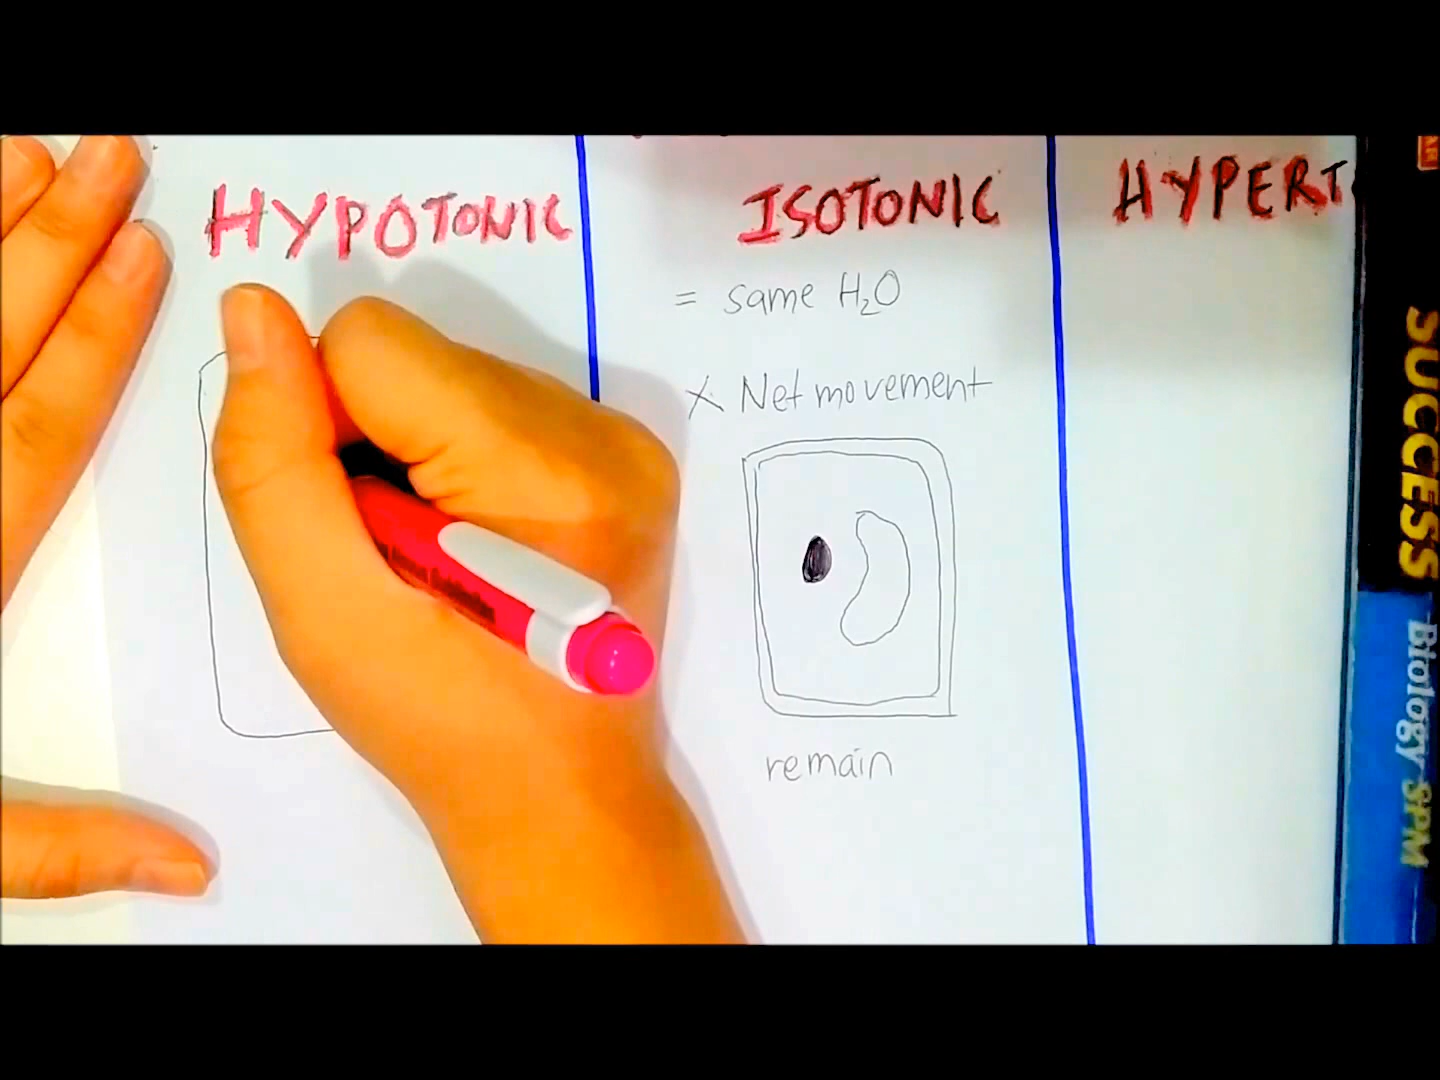 HYPOTONIC
ISOTONIC
HYPERT
= same H₂O
X Net movement
remain
SUCCESS
Biology SPM